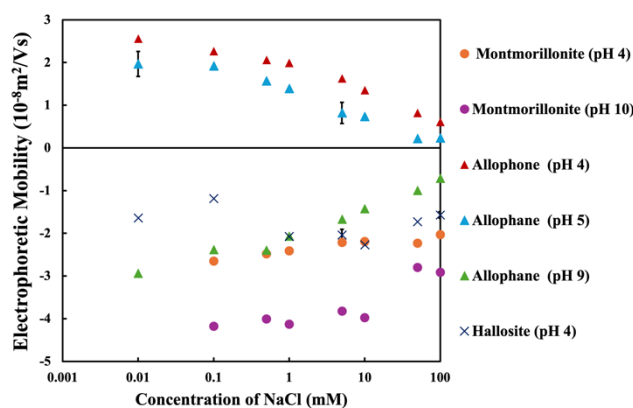 Electrophoretic Mobility (10⁻⁸m²/Vs)
3
2
1
0
-1
-2
-3
-4
-5
0.001
0.01
0.1
1
10
100
Concentration of NaCl (mM)
Montmorillonite (pH 4)
Montmorillonite (pH 10)
Allophone (pH 4)
Allophane (pH 5)
Allophane (pH 9)
Hallosite (pH 4)